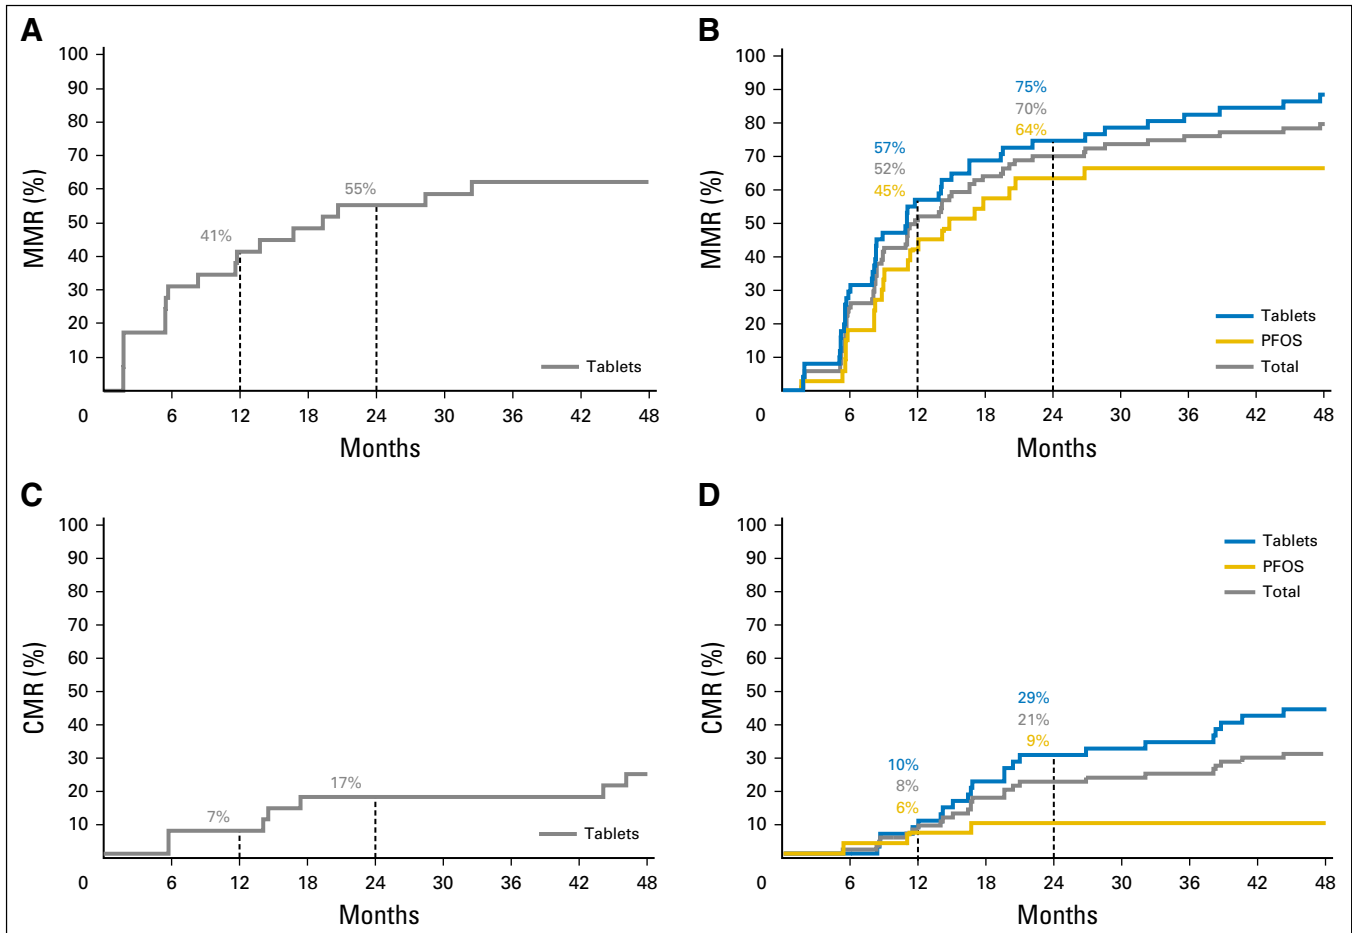 A
100
90
80
70
60
50
40
30
20
10
0
MMR (%)
41%
55%
Tablets
6 12 18 24 30 36 42 48
Months
B
100
90
80
70
60
50
40
30
20
10
0
MMR (%)
57%
52%
45%
75%
70%
64%
Tablets
PFOS
Total
6 12 18 24 30 36 42 48
Months
C
100
90
80
70
60
50
40
30
20
10
0
CMR (%)
7%
17%
Tablets
6 12 18 24 30 36 42 48
Months
D
100
90
80
70
60
50
40
30
20
10
0
CMR (%)
10%
8%
6%
29%
21%
9%
Tablets
PFOS
Total
6 12 18 24 30 36 42 48
Months